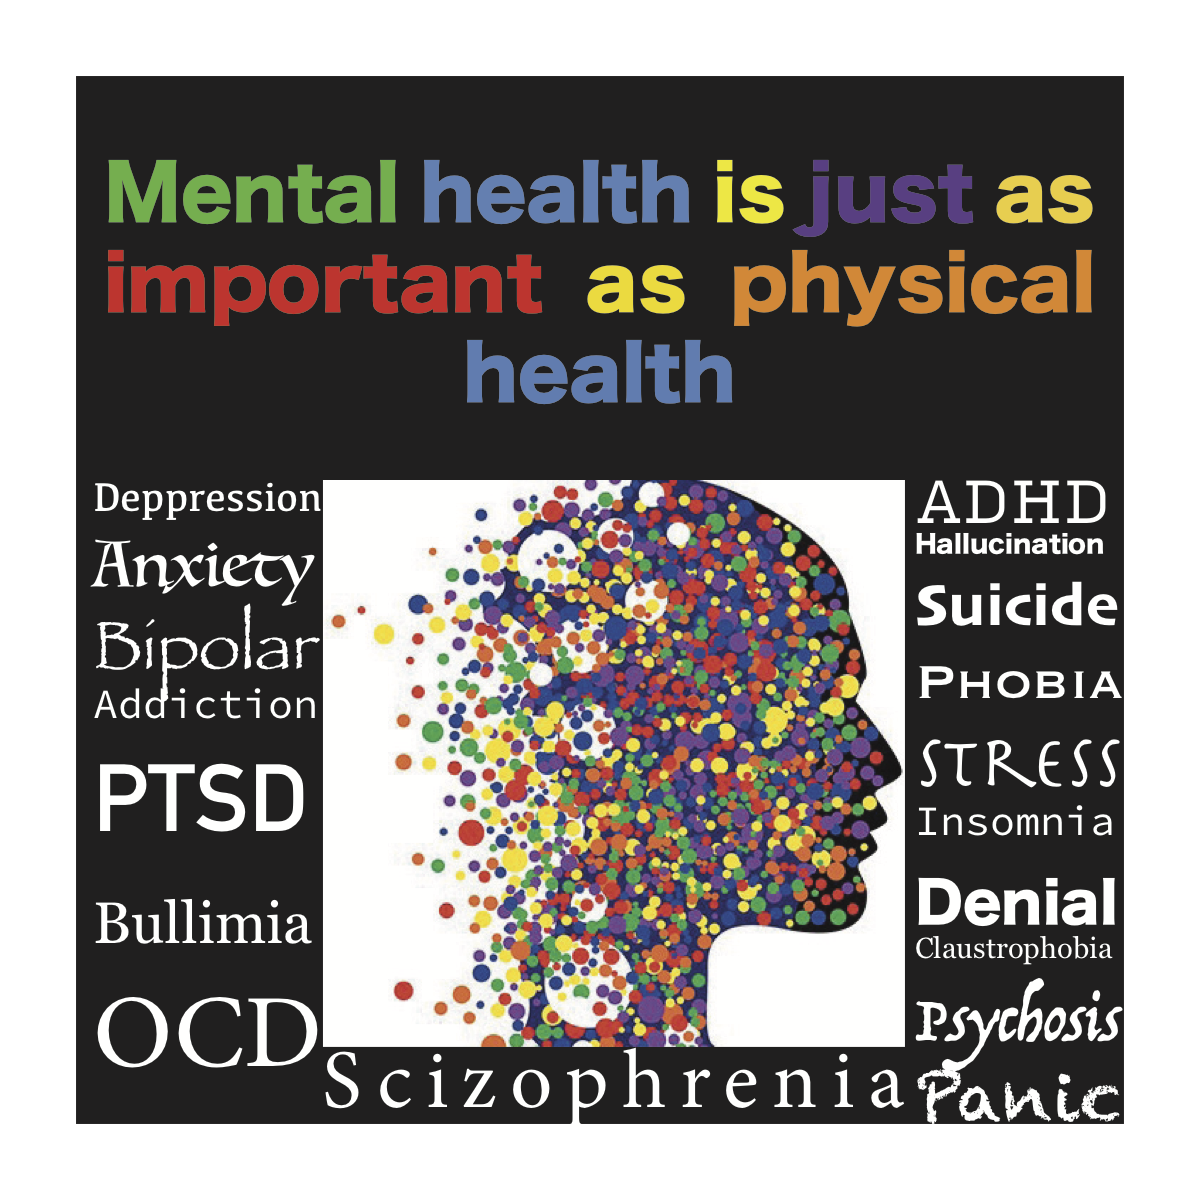 Mental health is just as
important as physical
health
Deppression
Anxiety
Bipolar
Addiction
PTSD
Bullimia
OCD
Scizophrenia
ADHD
Hallucination
Suicide
PHOBIA
STRESS
Insomnia
Denial
Claustrophobia
Psychosis
Panic